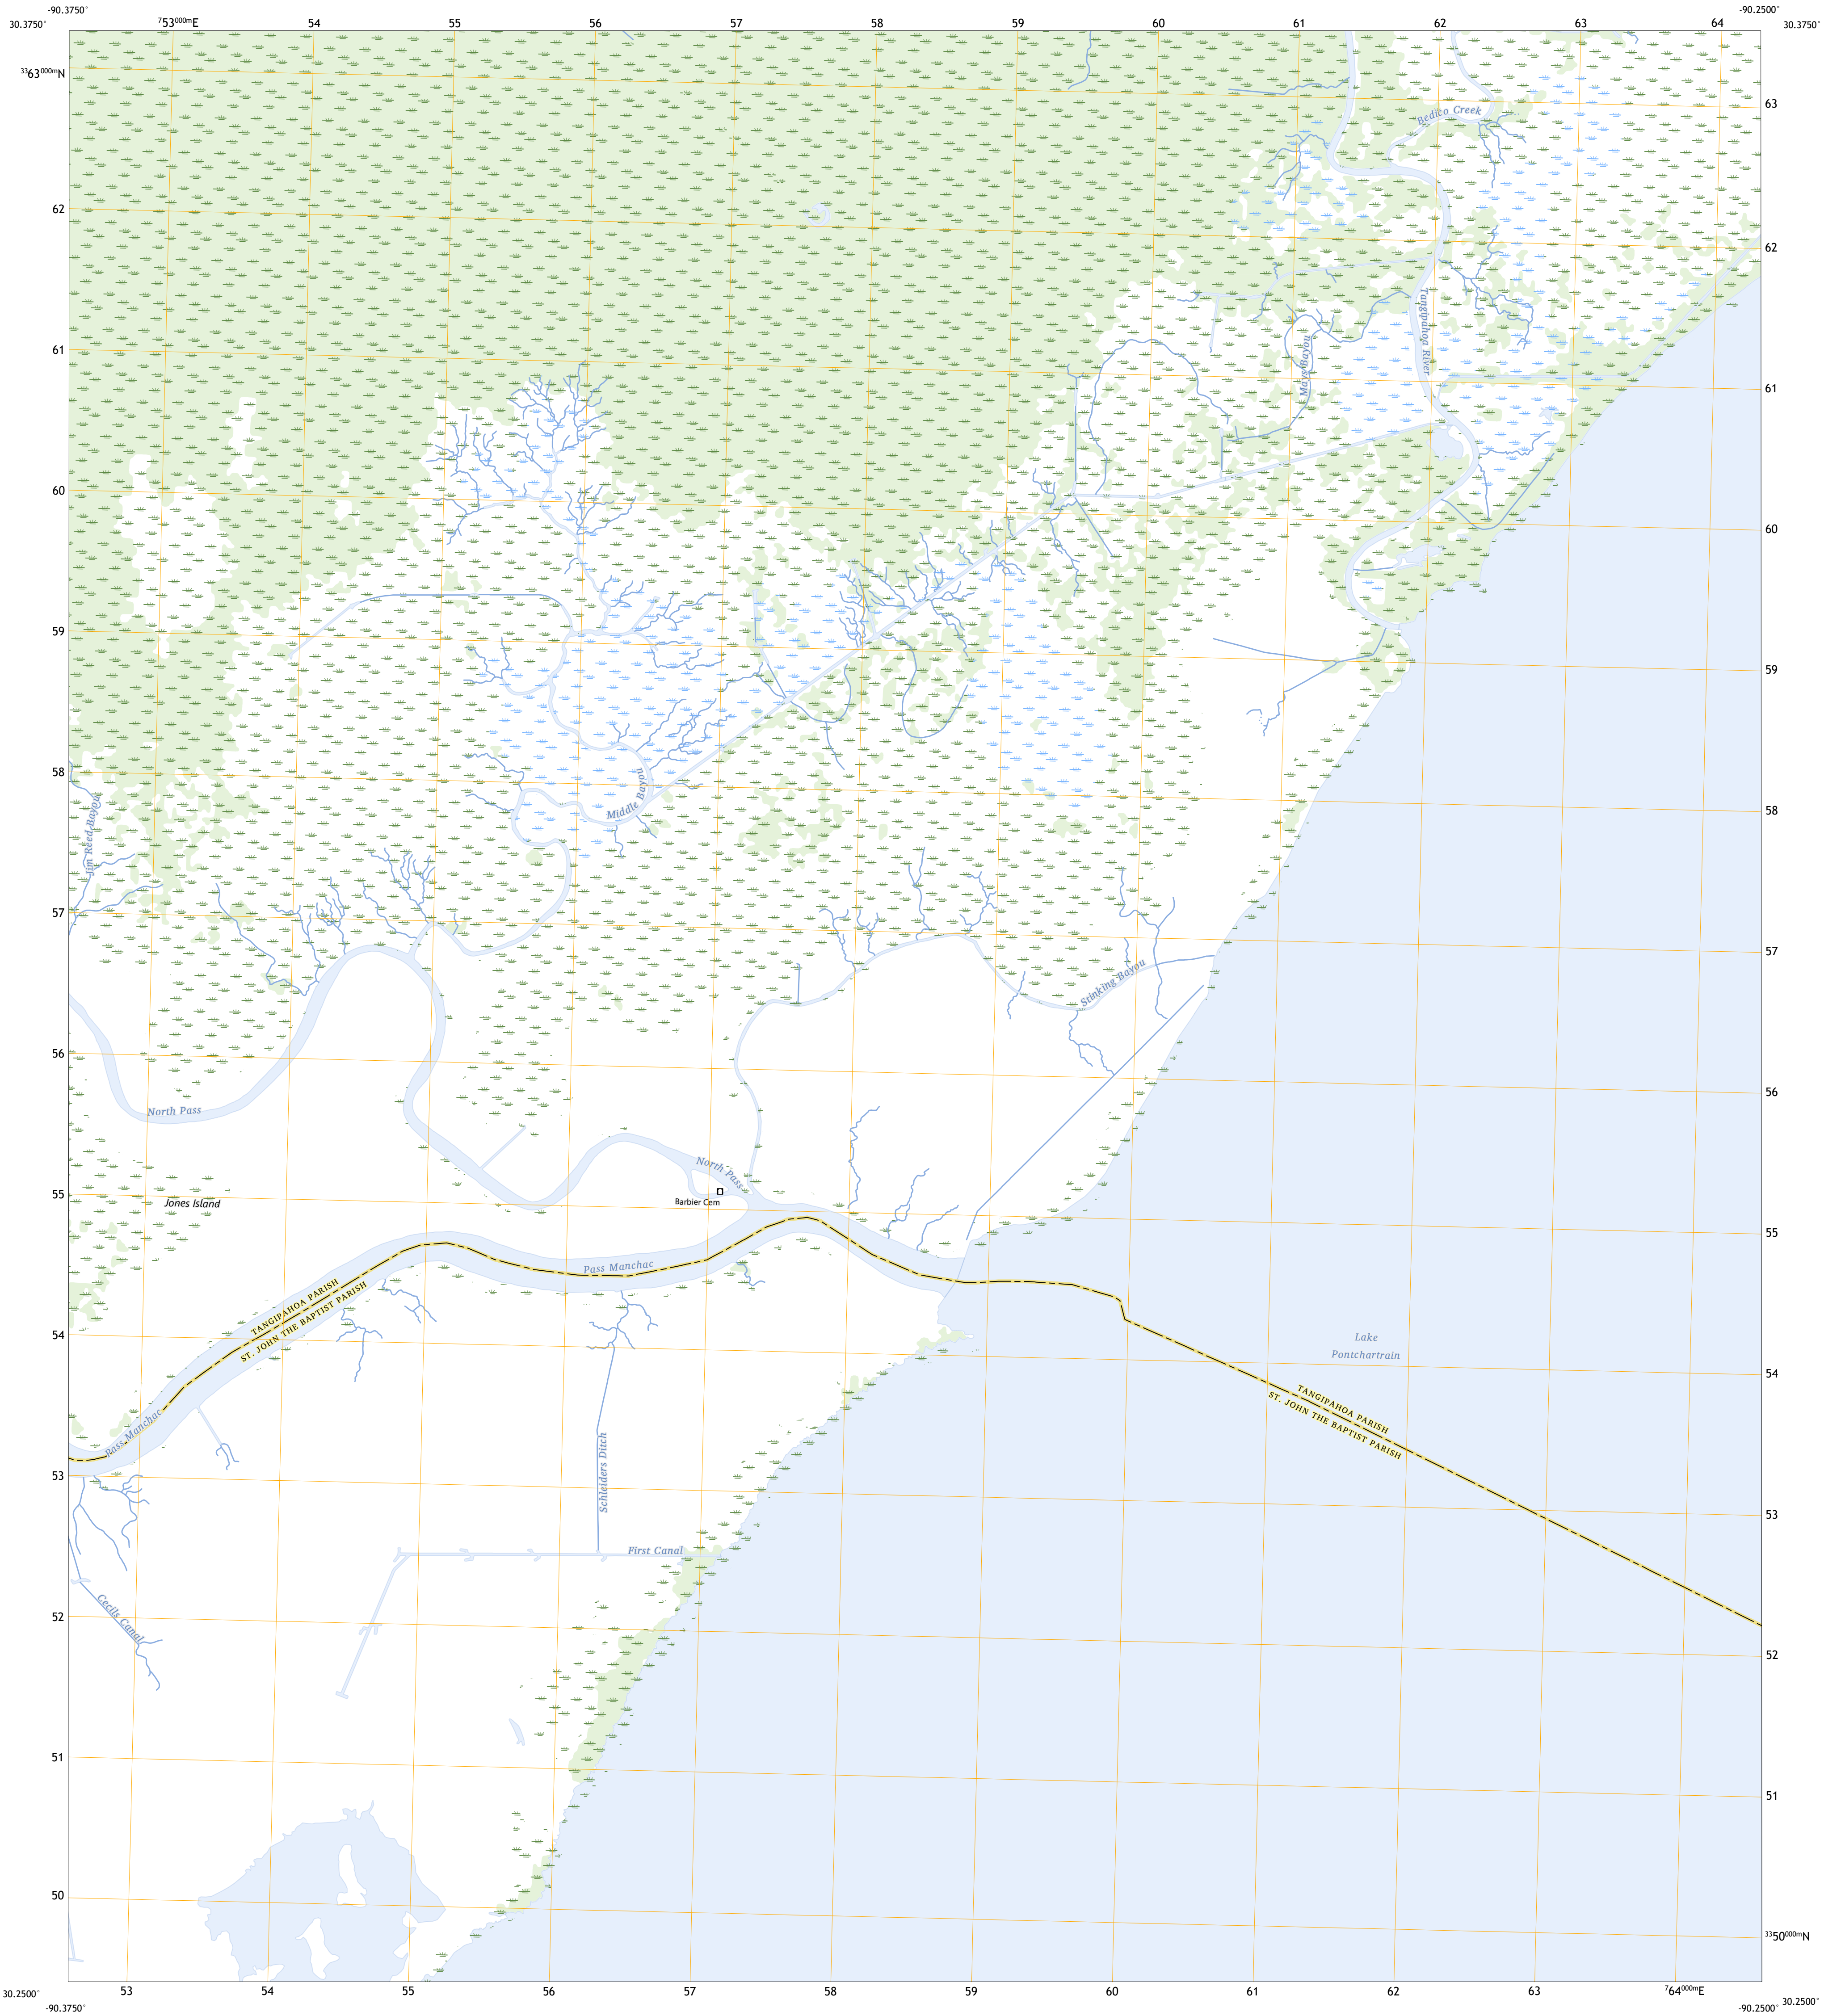 -90.3750°
-90.2500°
30.3750°
⁷53⁰⁰⁰ᵐE
54
55
56
57
58
59
60
61
62
63
64
30.3750°
³³63⁰⁰⁰ᵐN
63
Bedico Creek
62
62
Tangipahoa River
61
Mays Bayou
61
60
60
59
59
58
Middle Bayou
58
Jim Reed Bayou
57
57
Stinking Bayou
56
56
North Pass
North Pass
55
Jones Island
Barbier Cem
55
Pass Manchac
TANGIPAHOA PARISH
ST. JOHN THE BAPTIST PARISH
54
Lake
Pontchartrain
54
TANGIPAHOA PARISH
ST. JOHN THE BAPTIST PARISH
Pass Manchac
53
Schleiders Ditch
53
First Canal
52
Cecils Canal
52
51
51
50
³³50⁰⁰⁰ᵐN
30.2500°
53
54
55
56
57
58
59
60
61
62
63
⁷64⁰⁰⁰ᵐE
30.2500°
-90.3750°
-90.2500°